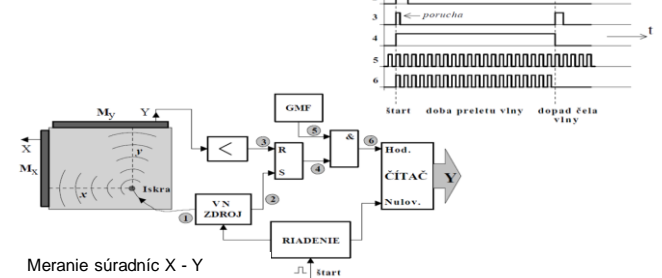 3 porucha
4 t
5
6
štart doba preletu vlny dopad čela
vlny
GMF
My Y
X
Mx
y
x
Iskra
<
3
R
S
5
&
4
6
Hod.
ČÍTAČ
Nulov.
Y
1
VN
ZDROJ
2
RIADENIE
štart
Meranie súradníc X - Y